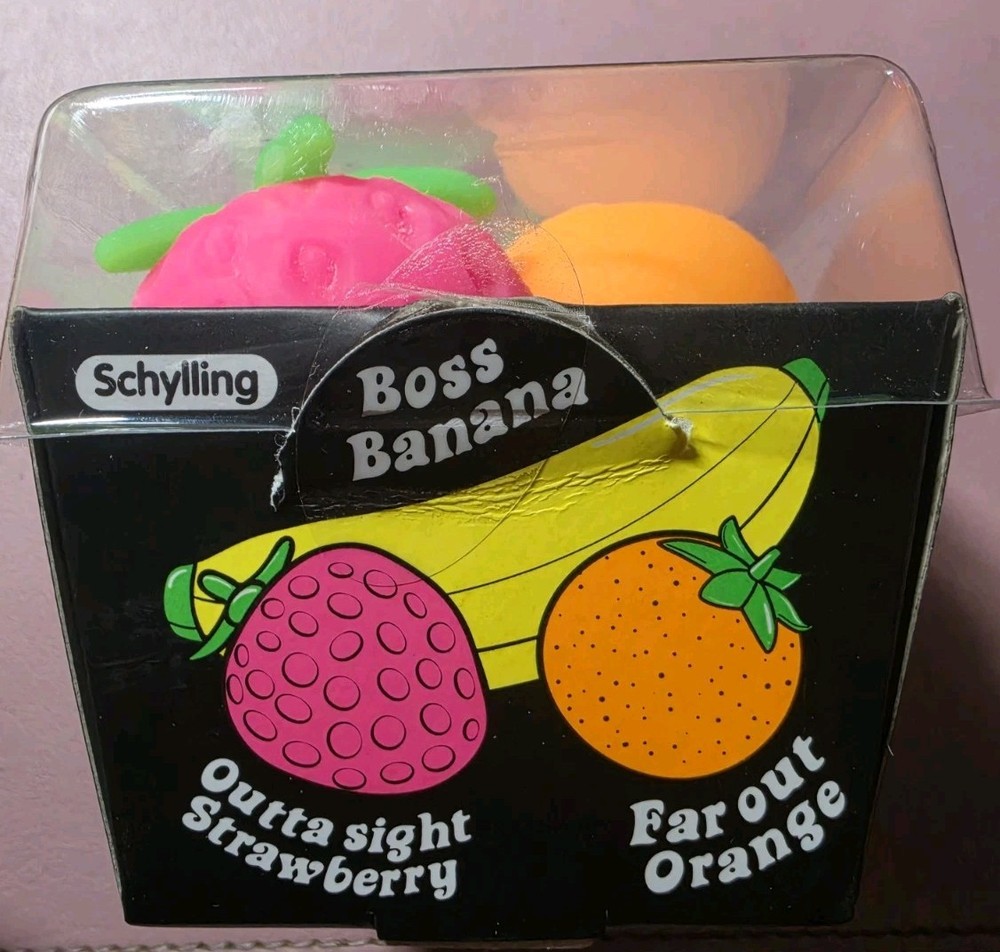 Schylling
Boss
Banana
Outta sight
Strawberry
Far out
Orange